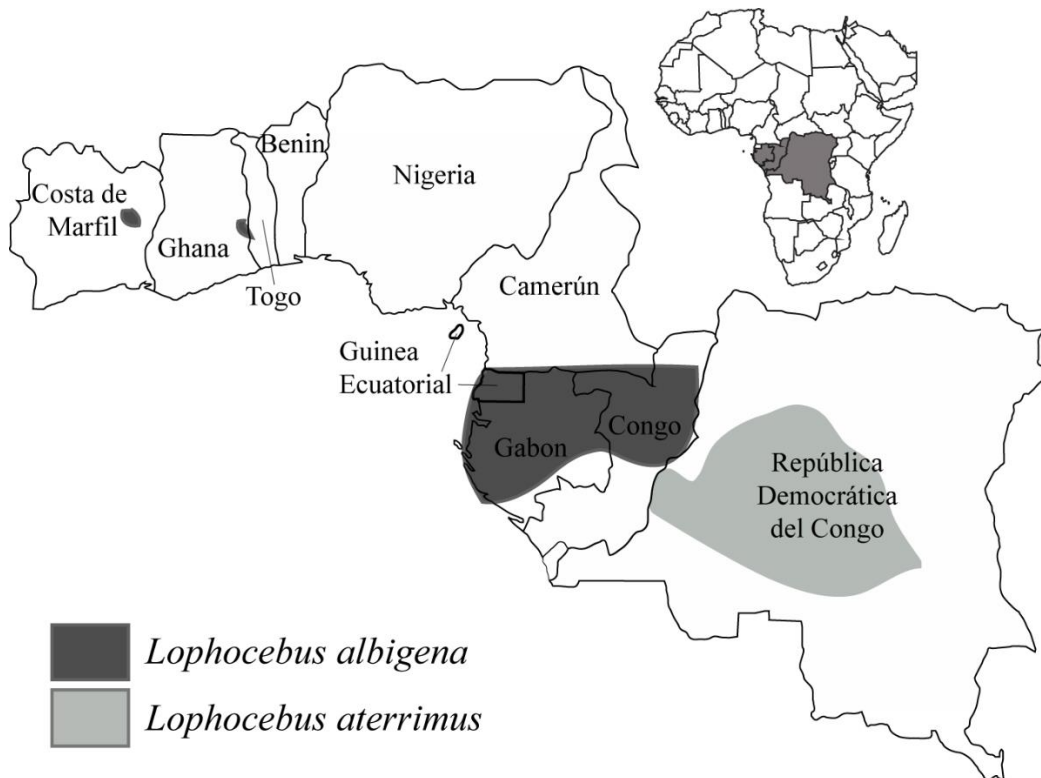 Benin
Nigeria
Costa de
Marfil
Ghana
Togo
Camerún
Guinea
Ecuatorial
Gabon
Congo
República
Democrática
del Congo
Lophocebus albigena
Lophocebus aterrimus